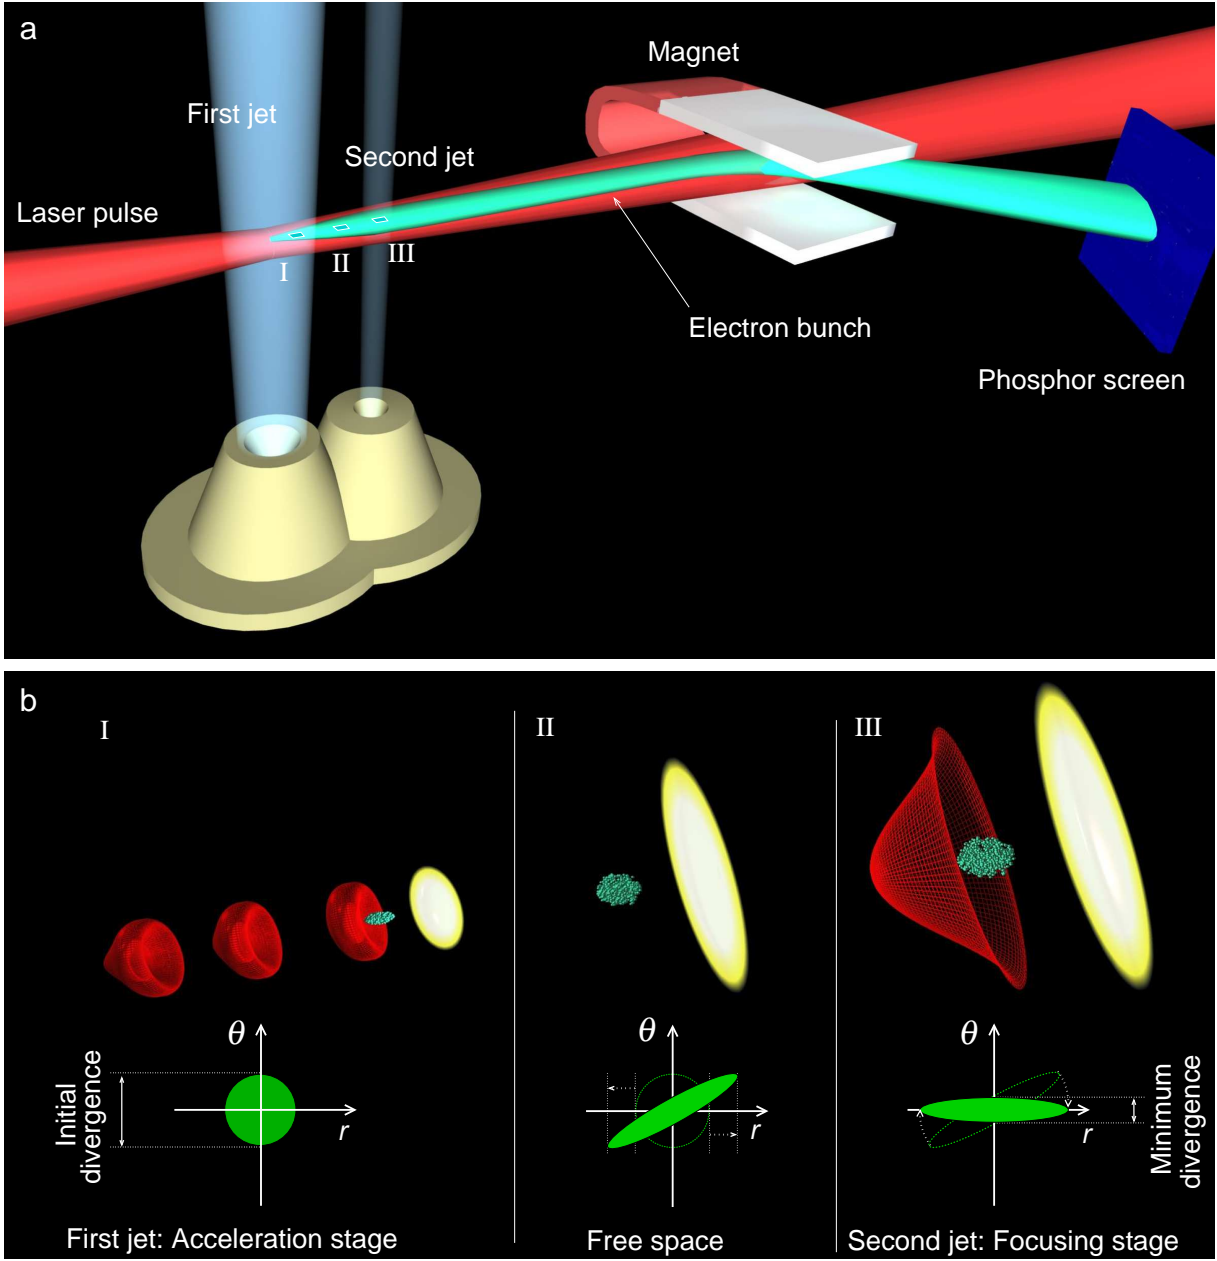 a
Magnet
First jet
Second jet
Laser pulse
I
II
III
Electron bunch
Phosphor screen
b
I
II
III
θ
r
Initial
divergence
θ
r
θ
r
Minimum
divergence
First jet: Acceleration stage
Free space
Second jet: Focusing stage